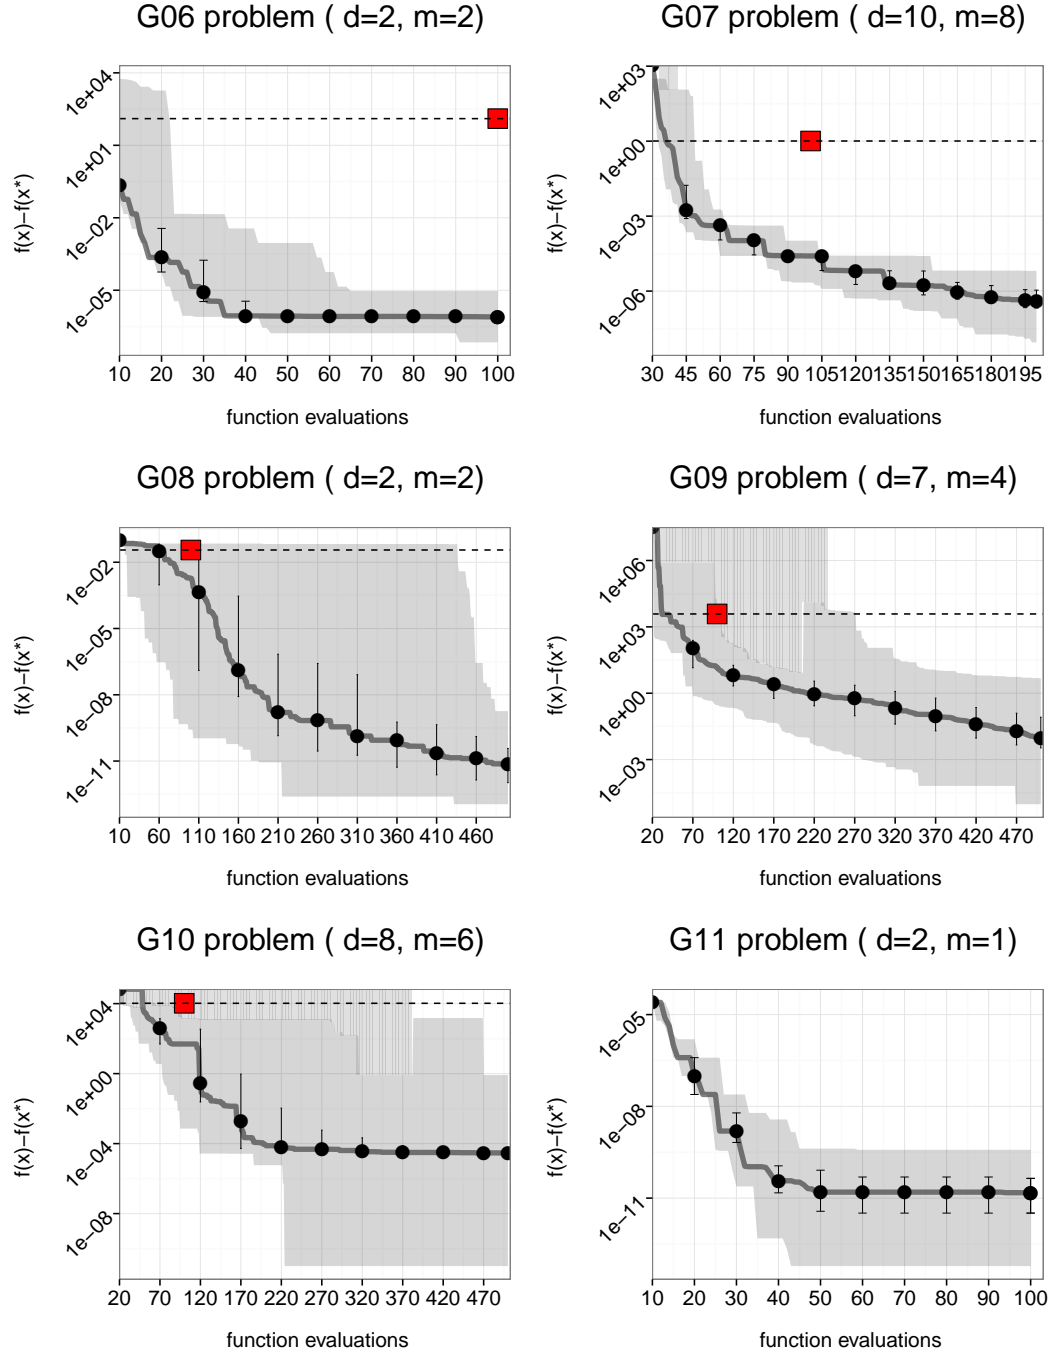 G06 problem ( d=2, m=2)
f(x)−f(x*)
1e+04
1e+01
1e−02
1e−05
10 20 30 40 50 60 70 80 90 100
function evaluations
G07 problem ( d=10, m=8)
f(x)−f(x*)
1e+03
1e+00
1e−03
1e−06
30 45 60 75 90 105 120 135 150 165 180 195
function evaluations
G08 problem ( d=2, m=2)
f(x)−f(x*)
1e−02
1e−05
1e−08
1e−11
10 60 110 160 210 260 310 360 410 460
function evaluations
G09 problem ( d=7, m=4)
f(x)−f(x*)
1e+06
1e+03
1e+00
1e−03
20 70 120 170 220 270 320 370 420 470
function evaluations
G10 problem ( d=8, m=6)
f(x)−f(x*)
1e+04
1e+00
1e−04
1e−08
20 70 120 170 220 270 320 370 420 470
function evaluations
G11 problem ( d=2, m=1)
f(x)−f(x*)
1e−05
1e−08
1e−11
10 20 30 40 50 60 70 80 90 100
function evaluations